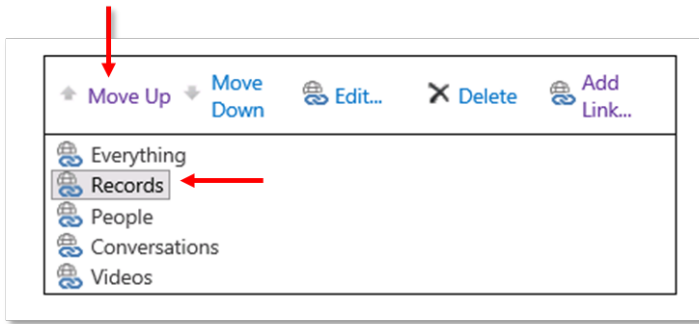 Move Up
Move
Down
Edit...
Delete
Add
Link...
Everything
Records
People
Conversations
Videos